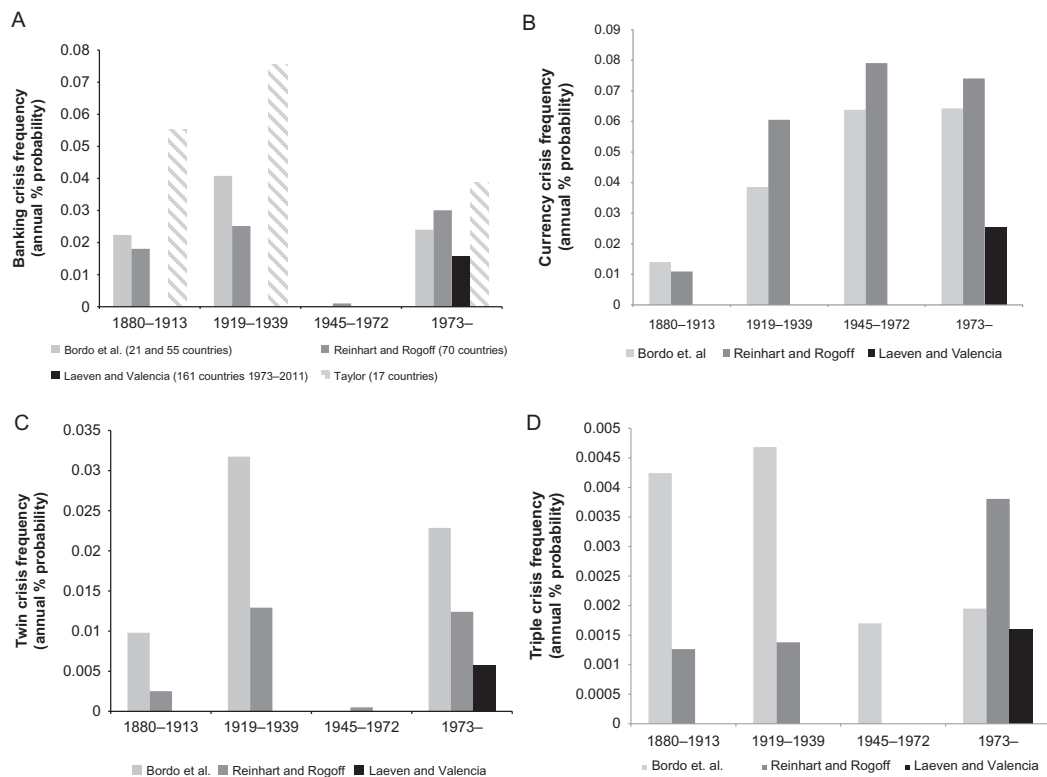 A
Banking crisis frequency
(annual % probability)
0.08
0.07
0.06
0.05
0.04
0.03
0.02
0.01
0
1880–1913 1919–1939 1945–1972 1973–
Bordo et al. (21 and 55 countries) Reinhart and Rogoff (70 countries)
Laeven and Valencia (161 countries 1973–2011) Taylor (17 countries)
B
Currency crisis frequency
(annual % probability)
0.09
0.08
0.07
0.06
0.05
0.04
0.03
0.02
0.01
0
1880–1913 1919–1939 1945–1972 1973–
Bordo et. al Reinhart and Rogoff Laeven and Valencia
C
Twin crisis frequency
(annual % probability)
0.035
0.03
0.025
0.02
0.015
0.01
0.005
0
1880–1913 1919–1939 1945–1972 1973–
Bordo et al. Reinhart and Rogoff Laeven and Valencia
D
Triple crisis frequency
(annual % probability)
0.005
0.0045
0.004
0.0035
0.003
0.0025
0.002
0.0015
0.001
0.0005
0
1880–1913 1919–1939 1945–1972 1973–
Bordo et. al. Reinhart and Rogoff Laeven and Valencia